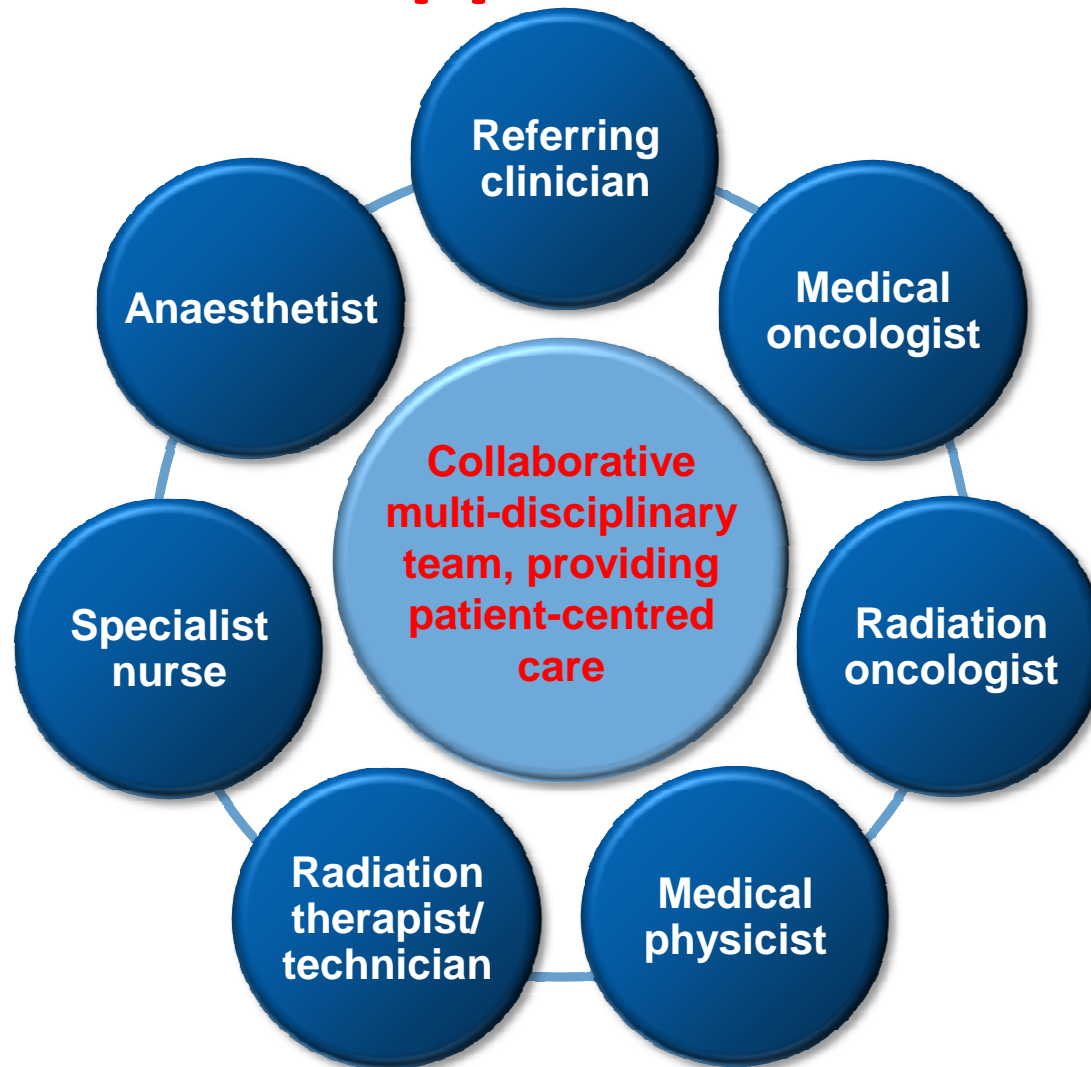 Referring
clinician
Medical
oncologist
Radiation
oncologist
Medical
physicist
Radiation
therapist/
technician
Specialist
nurse
Anaesthetist
Collaborative
multi-disciplinary
team, providing
patient-centred
care